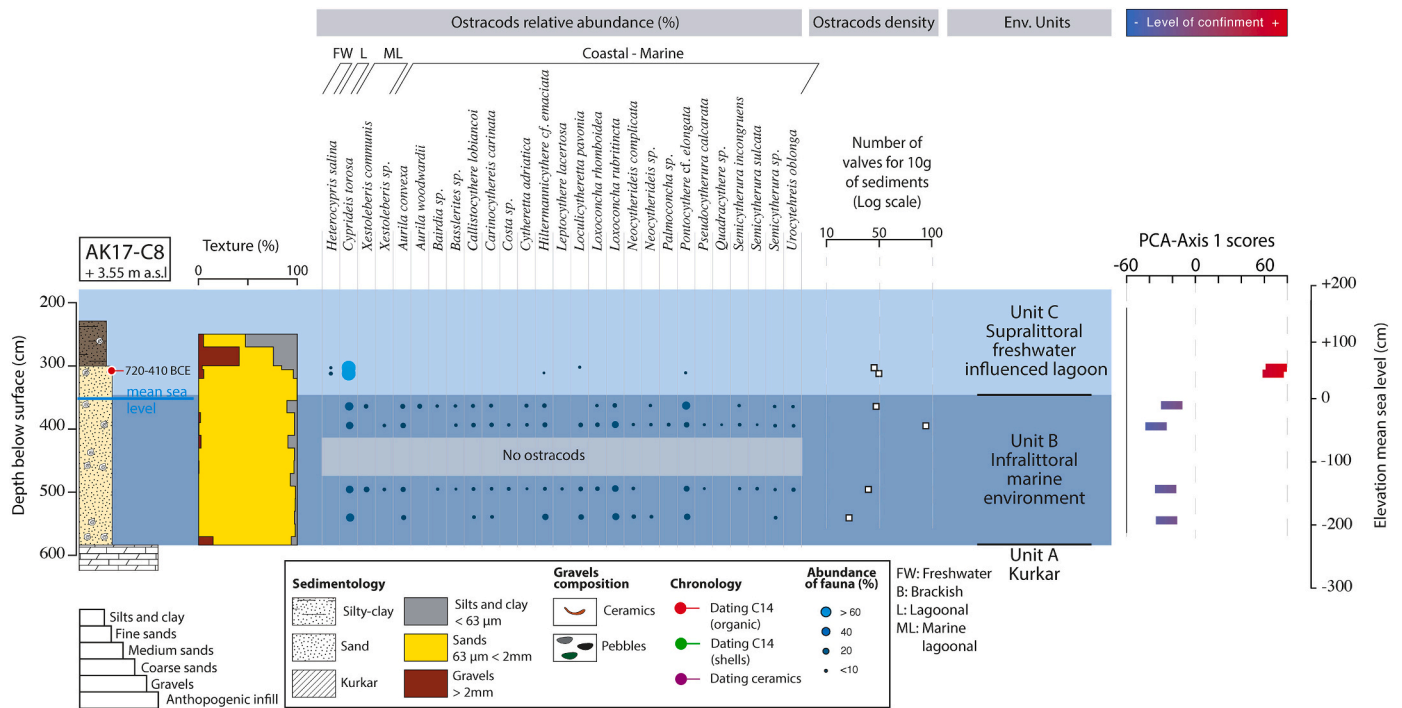 Ostracods relative abundance (%)
Ostracods density
Env. Units
- Level of confinment +
FW L ML Coastal - Marine
Heterocypris salina
Cyprideis torosa
Xestoleberis communis
Xestoleberis sp.
Aurila convexa
Aurila woodwardii
Bairdia sp.
Basslerites sp.
Callistocythere lobiancoi
Carinocythereis carinata
Costa sp.
Cytheretta adriatica
Hiltermannicythere cf. emaciata
Leptocythere lacertosa
Loculicytheretta pavonia
Loxoconcha rhomboidea
Loxoconcha rubritincta
Neocytherideis complicata
Neocytherideis sp.
Palmoconcha sp.
Pontocythere cf. elongata
Pseudocytherura calcarata
Quadracythere sp.
Semicytherura incongruens
Semicytherura sulcata
Semicytherura sp.
Urocytehreis oblonga
Number of
valves for 10g
of sediments
(Log scale)
10 50 100
AK17-C8
+ 3.55 m a.s.l
Texture (%)
0 100
PCA-Axis 1 scores
-60 0 60
Depth below surface (cm)
200
300
400
500
600
720-410 BCE
mean sea
level
No ostracods
Unit C
Supralittoral
freshwater
influenced lagoon
Unit B
Infralittoral
marine
environment
Unit A
Kurkar
+200
+100
0
-100
-200
-300
Elevation mean sea level (cm)
Silts and clay
Fine sands
Medium sands
Coarse sands
Gravels
Anthopogenic infill
Sedimentology
Silty-clay
Sand
Kurkar
Silts and clay
< 63 µm
Sands
63 µm < 2mm
Gravels
> 2mm
Gravels
composition
Ceramics
Pebbles
Chronology
Dating C14
(organic)
Dating C14
(shells)
Dating ceramics
Abundance
of fauna (%)
> 60
40
20
<10
FW: Freshwater
B: Brackish
L: Lagoonal
ML: Marine
lagoonal